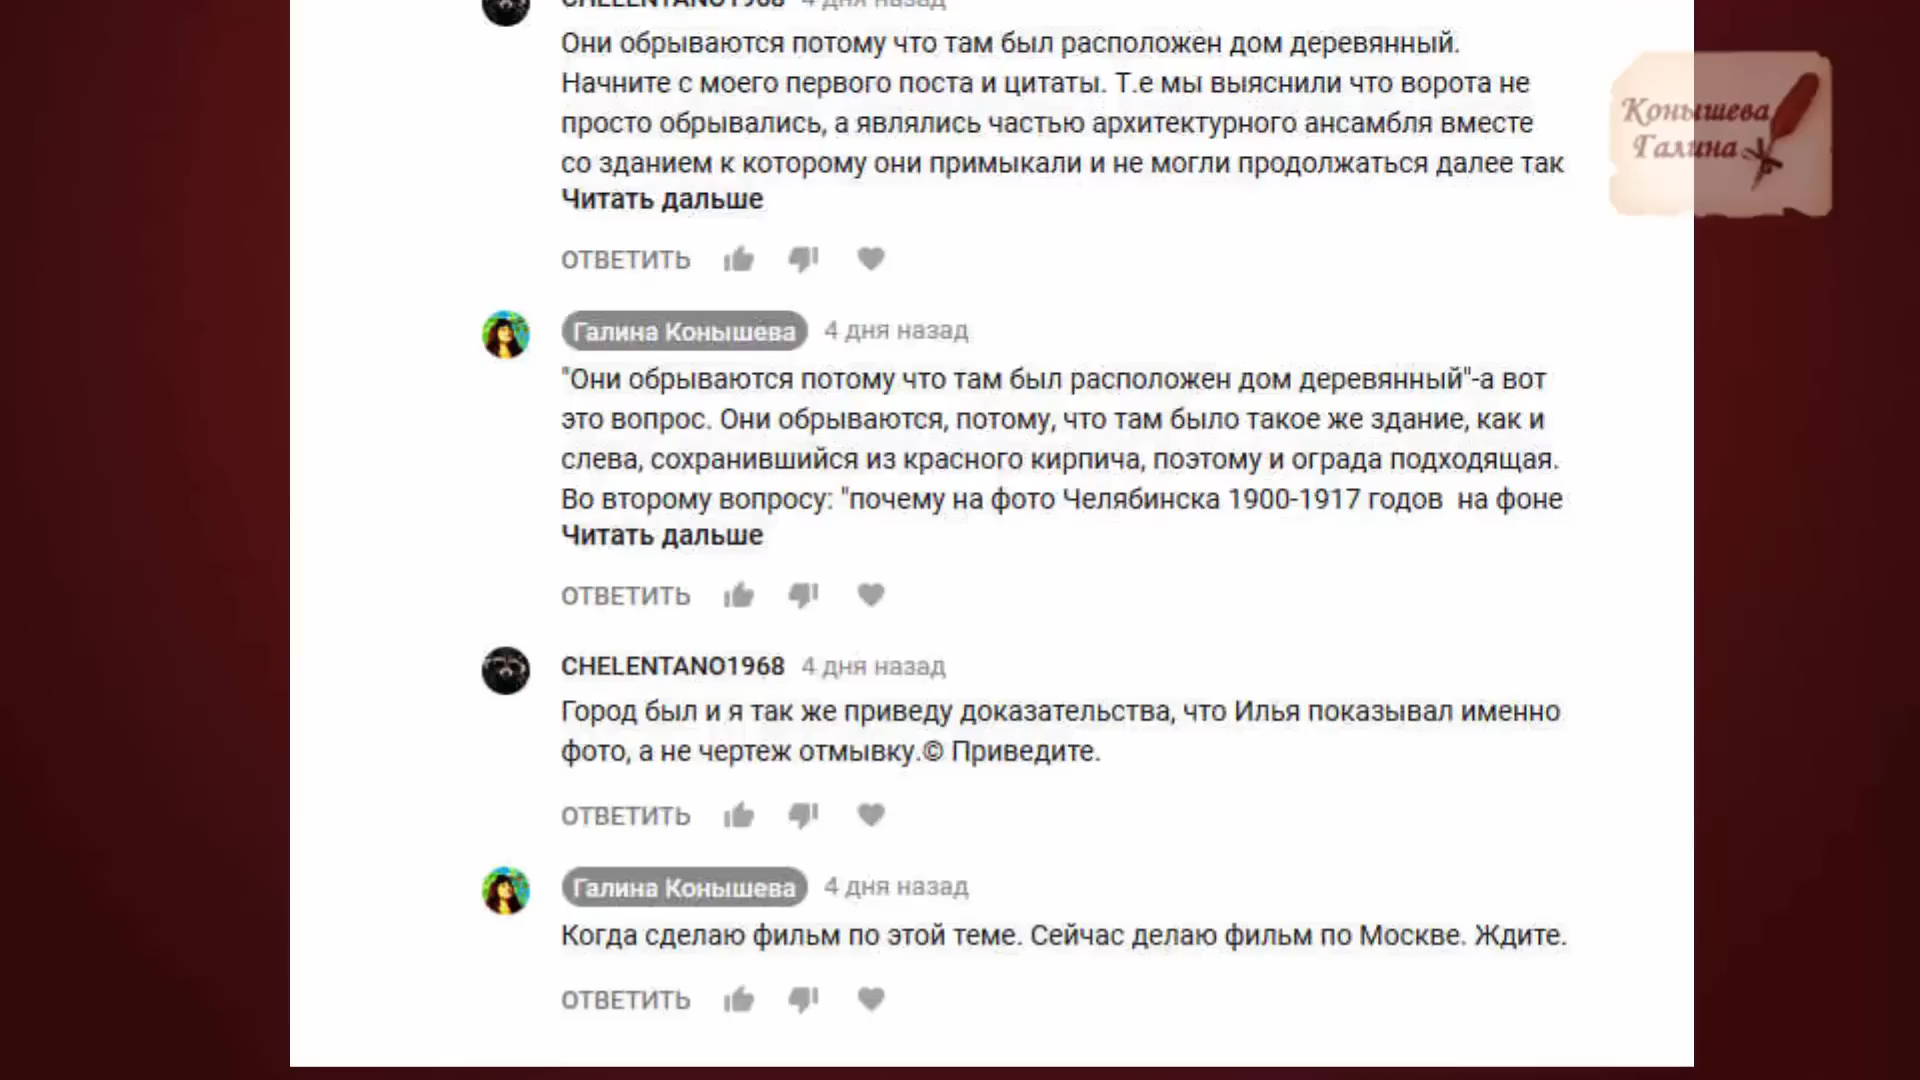 CHELENTANO1968 4 дня назад
Они обрываются потому что там был расположен дом деревянный.
Начните с моего первого поста и цитаты. Т.е мы выяснили что ворота не
просто обрывались, а являлись частью архитектурного ансамбля вместе
со зданием к которому они примыкали и не могли продолжаться далее так
Читать дальше
ОТВЕТИТЬ
Галина Конышева 4 дня назад
"Они обрываются потому что там был расположен дом деревянный"-а вот
это вопрос. Они обрываются, потому, что там было такое же здание, как и
слева, сохранившийся из красного кирпича, поэтому и ограда подходящая.
Во второму вопросу: "почему на фото Челябинска 1900-1917 годов  на фоне
Читать дальше
ОТВЕТИТЬ
CHELENTANO1968 4 дня назад
Город был и я так же приведу доказательства, что Илья показывал именно
фото, а не чертеж отмывку.© Приведите.
ОТВЕТИТЬ
Галина Конышева 4 дня назад
Когда сделаю фильм по этой теме. Сейчас делаю фильм по Москве. Ждите.
ОТВЕТИТЬ
Конышева
Галина